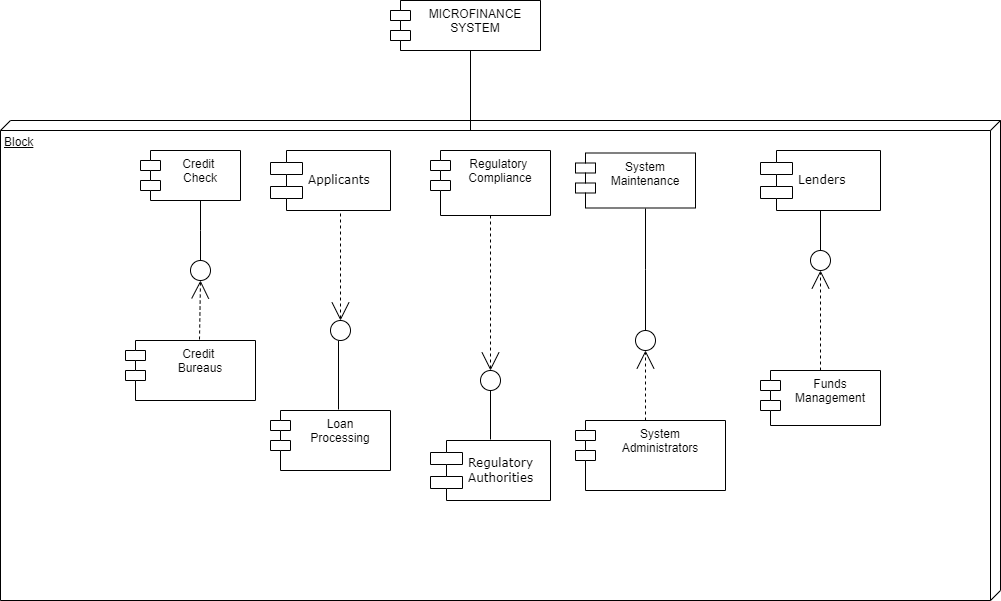 MICROFINANCE
SYSTEM
Block
Credit
Check
Applicants
Regulatory
Compliance
System
Maintenance
Lenders
Credit
Bureaus
Loan
Processing
Regulatory
Authorities
System
Administrators
Funds
Management